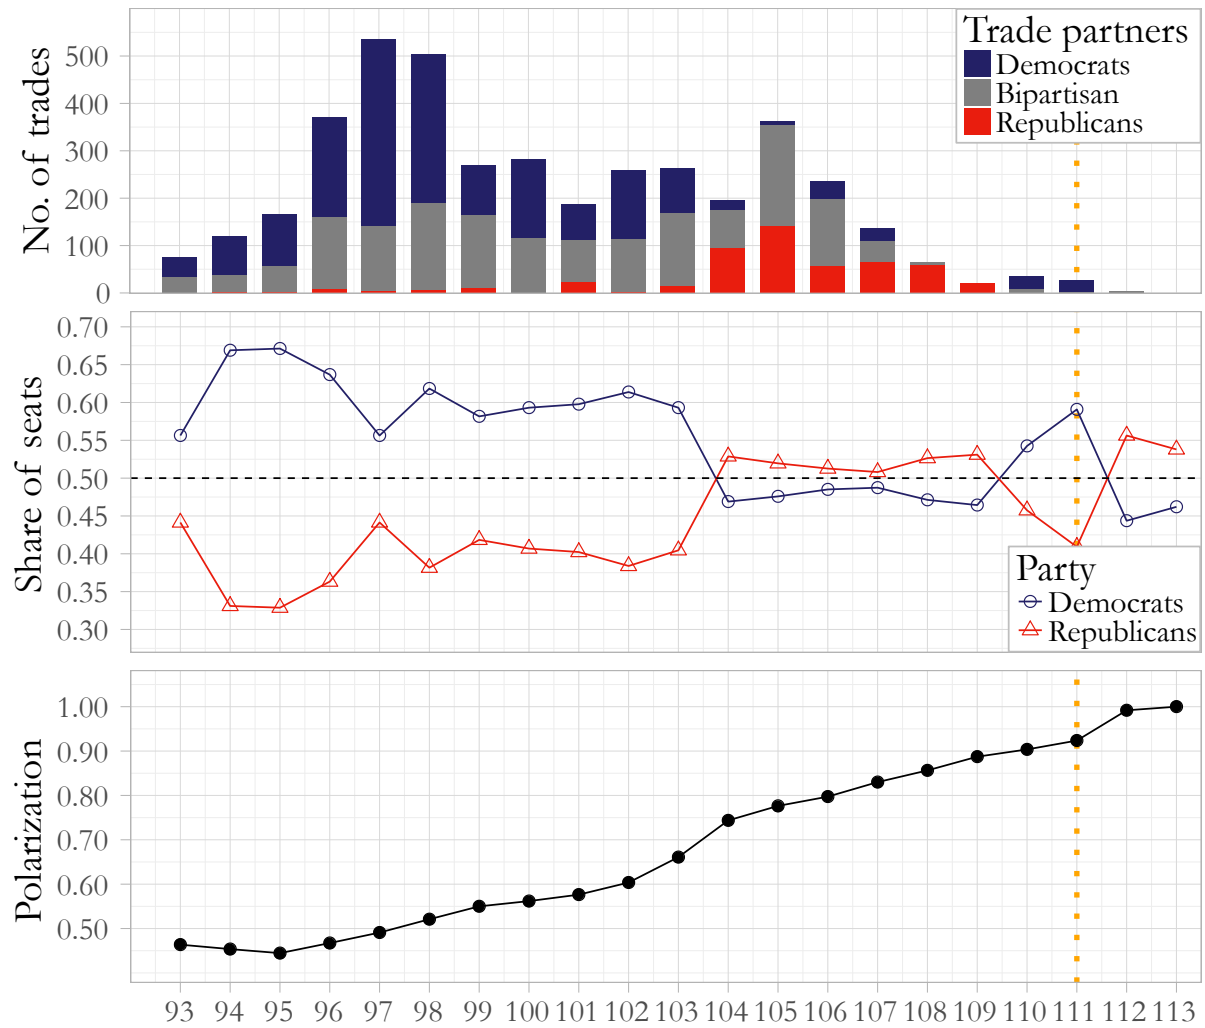 No. of trades
500
400
300
200
100
0
Trade partners
Democrats
Bipartisan
Republicans
Share of seats
0.70
0.65
0.60
0.55
0.50
0.45
0.40
0.35
0.30
Party
Democrats
Republicans
Polarization
1.00
0.90
0.80
0.70
0.60
0.50
93 94 95 96 97 98 99 100 101 102 103 104 105 106 107 108 109 110 111 112 113